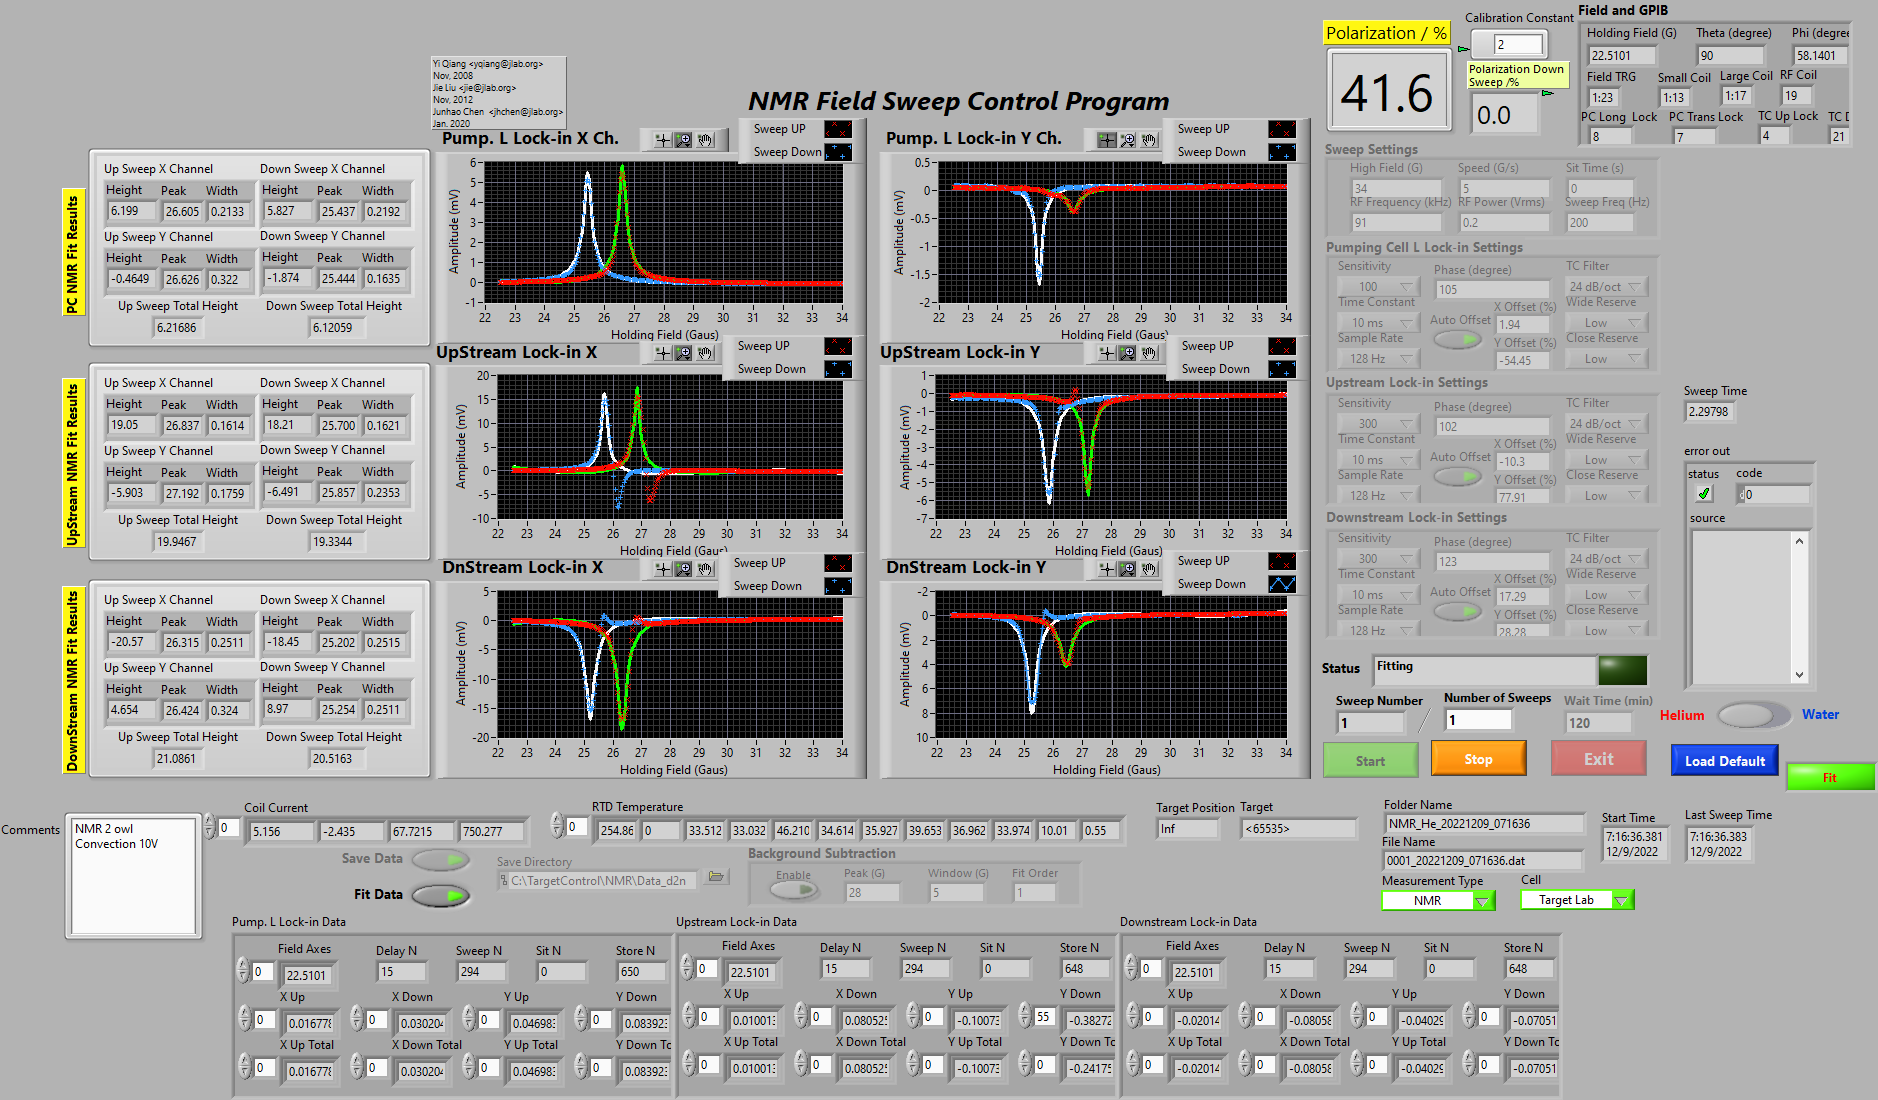 Yi Qiang <yqiang@jlab.org>
Nov, 2008
Jie Liu <jie@jlab.org>
Nov, 2012
Junhao Chen <jhchen@jlab.org>
Jan. 2020
NMR Field Sweep Control Program
Polarization / %
41.6
Calibration Constant
2
Polarization Down
Sweep /%
0.0
Field and GPIB
Holding Field (G) Theta (degree) Phi (degree
22.5101 90 58.1401
Field TRG Small Coil Large Coil RF Coil
1:23 1:13 1:17 19
PC Long Lock PC Trans Lock TC Up Lock TC D
8 7 4 21
PC NMR Fit Results
Up Sweep X Channel Down Sweep X Channel
Height Peak Width Height Peak Width
6.199 26.605 0.2133 5.827 25.437 0.2192
Up Sweep Y Channel Down Sweep Y Channel
Height Peak Width Height Peak Width
-0.4649 26.626 0.322 -1.874 25.444 0.1635
Up Sweep Total Height Down Sweep Total Height
6.21686 6.12059
UpStream NMR Fit Results
Up Sweep X Channel Down Sweep X Channel
Height Peak Width Height Peak Width
19.05 26.837 0.1614 18.21 25.700 0.1621
Up Sweep Y Channel Down Sweep Y Channel
Height Peak Width Height Peak Width
-5.903 27.192 0.1759 -6.491 25.857 0.2353
Up Sweep Total Height Down Sweep Total Height
19.9467 19.3344
DownStream NMR Fit Results
Up Sweep X Channel Down Sweep X Channel
Height Peak Width Height Peak Width
-20.57 26.315 0.2511 -18.45 25.202 0.2515
Up Sweep Y Channel Down Sweep Y Channel
Height Peak Width Height Peak Width
4.654 26.424 0.324 8.97 25.254 0.2511
Up Sweep Total Height Down Sweep Total Height
21.0861 20.5163
Pump. L Lock-in X Ch.
Sweep UP
Sweep Down
Amplitude (mV)
6
5
4
3
2
1
0
-1
22 23 24 25 26 27 28 29 30 31 32 33 34
Holding Field (Gaus)
Pump. L Lock-in Y Ch.
Sweep UP
Sweep Down
Amplitude (mV)
0.5
0
-0.5
-1
-1.5
-2
22 23 24 25 26 27 28 29 30 31 32 33 34
Holding Field (Gaus)
UpStream Lock-in X
Sweep UP
Sweep Down
Amplitude (mV)
20
15
10
5
0
-5
-10
22 23 24 25 26 27 28 29 30 31 32 33 34
Holding Field (Gaus)
UpStream Lock-in Y
Sweep UP
Sweep Down
Amplitude (mV)
1
0
-1
-2
-3
-4
-5
-6
-7
22 23 24 25 26 27 28 29 30 31 32 33 34
Holding Field (Gaus)
DnStream Lock-in X
Sweep UP
Sweep Down
Amplitude (mV)
5
0
-5
-10
-15
-20
22 23 24 25 26 27 28 29 30 31 32 33 34
Holding Field (Gaus)
DnStream Lock-in Y
Sweep UP
Sweep Down
Amplitude (mV)
-2
0
2
4
6
8
10
22 23 24 25 26 27 28 29 30 31 32 33 34
Holding Field (Gaus)
Sweep Settings
High Field (G) Speed (G/s) Sit Time (s)
34 5 0
RF Frequency (kHz) RF Power (Vrms) Sweep Freq (Hz)
91 0.2 200
Pumping Cell L Lock-in Settings
Sensitivity Phase (degree) TC Filter
100 105 24 dB/oct
Time Constant X Offset (%) Wide Reserve
10 ms Auto Offset 1.94 Low
Sample Rate Y Offset (%) Close Reserve
128 Hz -54.45 Low
Upstream Lock-in Settings
Sensitivity Phase (degree) TC Filter
300 102 24 dB/oct
Time Constant X Offset (%) Wide Reserve
10 ms Auto Offset -10.3 Low
Sample Rate Y Offset (%) Close Reserve
128 Hz 77.91 Low
Downstream Lock-in Settings
Sensitivity Phase (degree) TC Filter
300 123 24 dB/oct
Time Constant X Offset (%) Wide Reserve
10 ms Auto Offset 17.29 Low
Sample Rate Y Offset (%) Close Reserve
128 Hz 28.28 Low
Sweep Time
2.29798
error out
status code
0
source
Status Fitting
Sweep Number Number of Sweeps Wait Time (min)
1 / 1 120
Helium Water
Start Stop Exit Load Default Fit
Comments
NMR 2 owl
Convection 10V
Coil Current
0 5.156 -2.435 67.7215 750.277
RTD Temperature
0 254.86 0 33.512 33.032 46.210 34.614 35.927 39.653 36.962 33.974 10.01 0.55
Target Position Target
Inf <65535>
Save Data
Fit Data
Save Directory
C:\TargetControl\NMR\Data_d2n
Background Subtraction
Enable Peak (G) Window (G) Fit Order
28 5 1
Folder Name
NMR_He_20221209_071636
File Name
0001_20221209_071636.dat
Measurement Type Cell
NMR Target Lab
Start Time Last Sweep Time
7:16:36.381 7:16:36.383
12/9/2022 12/9/2022
Pump. L Lock-in Data
Field Axes Delay N Sweep N Sit N Store N
0 22.5101 15 294 0 650
X Up X Down Y Up Y Down
0 0.016778 0 0.030204 0 0.046983 0 0.083923
X Up Total X Down Total Y Up Total Y Down To
0 0.016778 0 0.030204 0 0.046983 0 0.083923
Upstream Lock-in Data
Field Axes Delay N Sweep N Sit N Store N
0 22.5101 15 294 0 648
X Up X Down Y Up Y Down
0 0.010013 0 0.080525 0 -0.10073 55 -0.38272
X Up Total X Down Total Y Up Total Y Down To
0 0.010013 0 0.080525 0 -0.10073 0 -0.24175
Downstream Lock-in Data
Field Axes Delay N Sweep N Sit N Store N
0 22.5101 15 294 0 648
X Up X Down Y Up Y Down
0 -0.02014 0 -0.08058 0 -0.04029 0 -0.07051
X Up Total X Down Total Y Up Total Y Down To
0 -0.02014 0 -0.08058 0 -0.04029 0 -0.07051